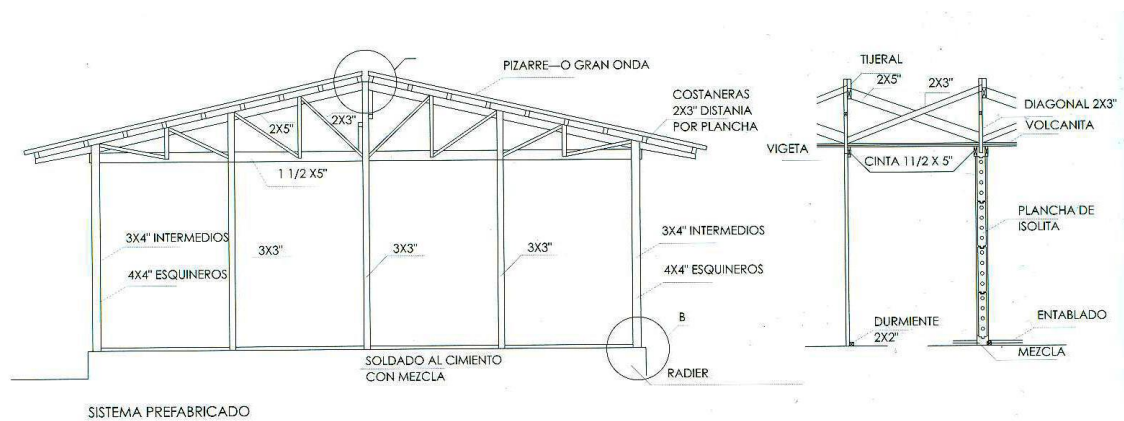 PIZARRE—O GRAN ONDA
COSTANERAS
2X3" DISTANIA
POR PLANCHA
2X5"
2X3"
1 1/2 X5"
3X4" INTERMEDIOS
4X4" ESQUINEROS
3X3"
3X3"
3X3"
3X4" INTERMEDIOS
4X4" ESQUINEROS
B
SOLDADO AL CIMIENTO
CON MEZCLA
RADIER
SISTEMA PREFABRICADO
TIJERAL
2X5"
2X3"
DIAGONAL 2X3"
VOLCANITA
VIGETA
CINTA 11/2 X 5"
PLANCHA DE
ISOLITA
DURMIENTE
2X2"
ENTABLADO
MEZCLA